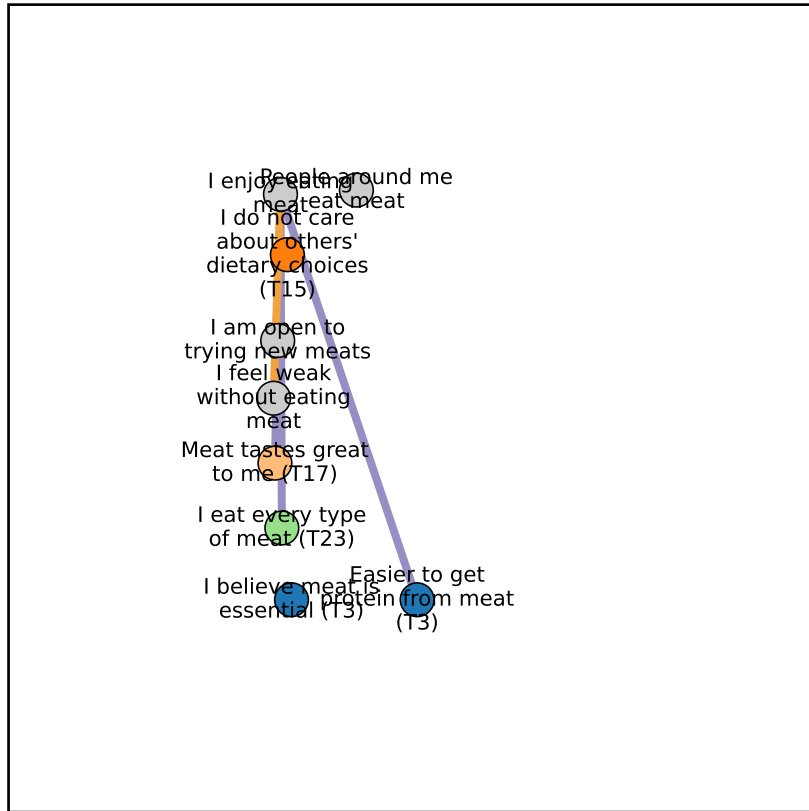 I enjoy eating
meat
People around me
eat meat
I do not care
about others'
dietary choices
(T15)
I am open to
trying new meats
I feel weak
without eating
meat
Meat tastes great
to me (T17)
I eat every type
of meat (T23)
I believe meat is
essential (T3)
Easier to get
protein from meat
(T3)